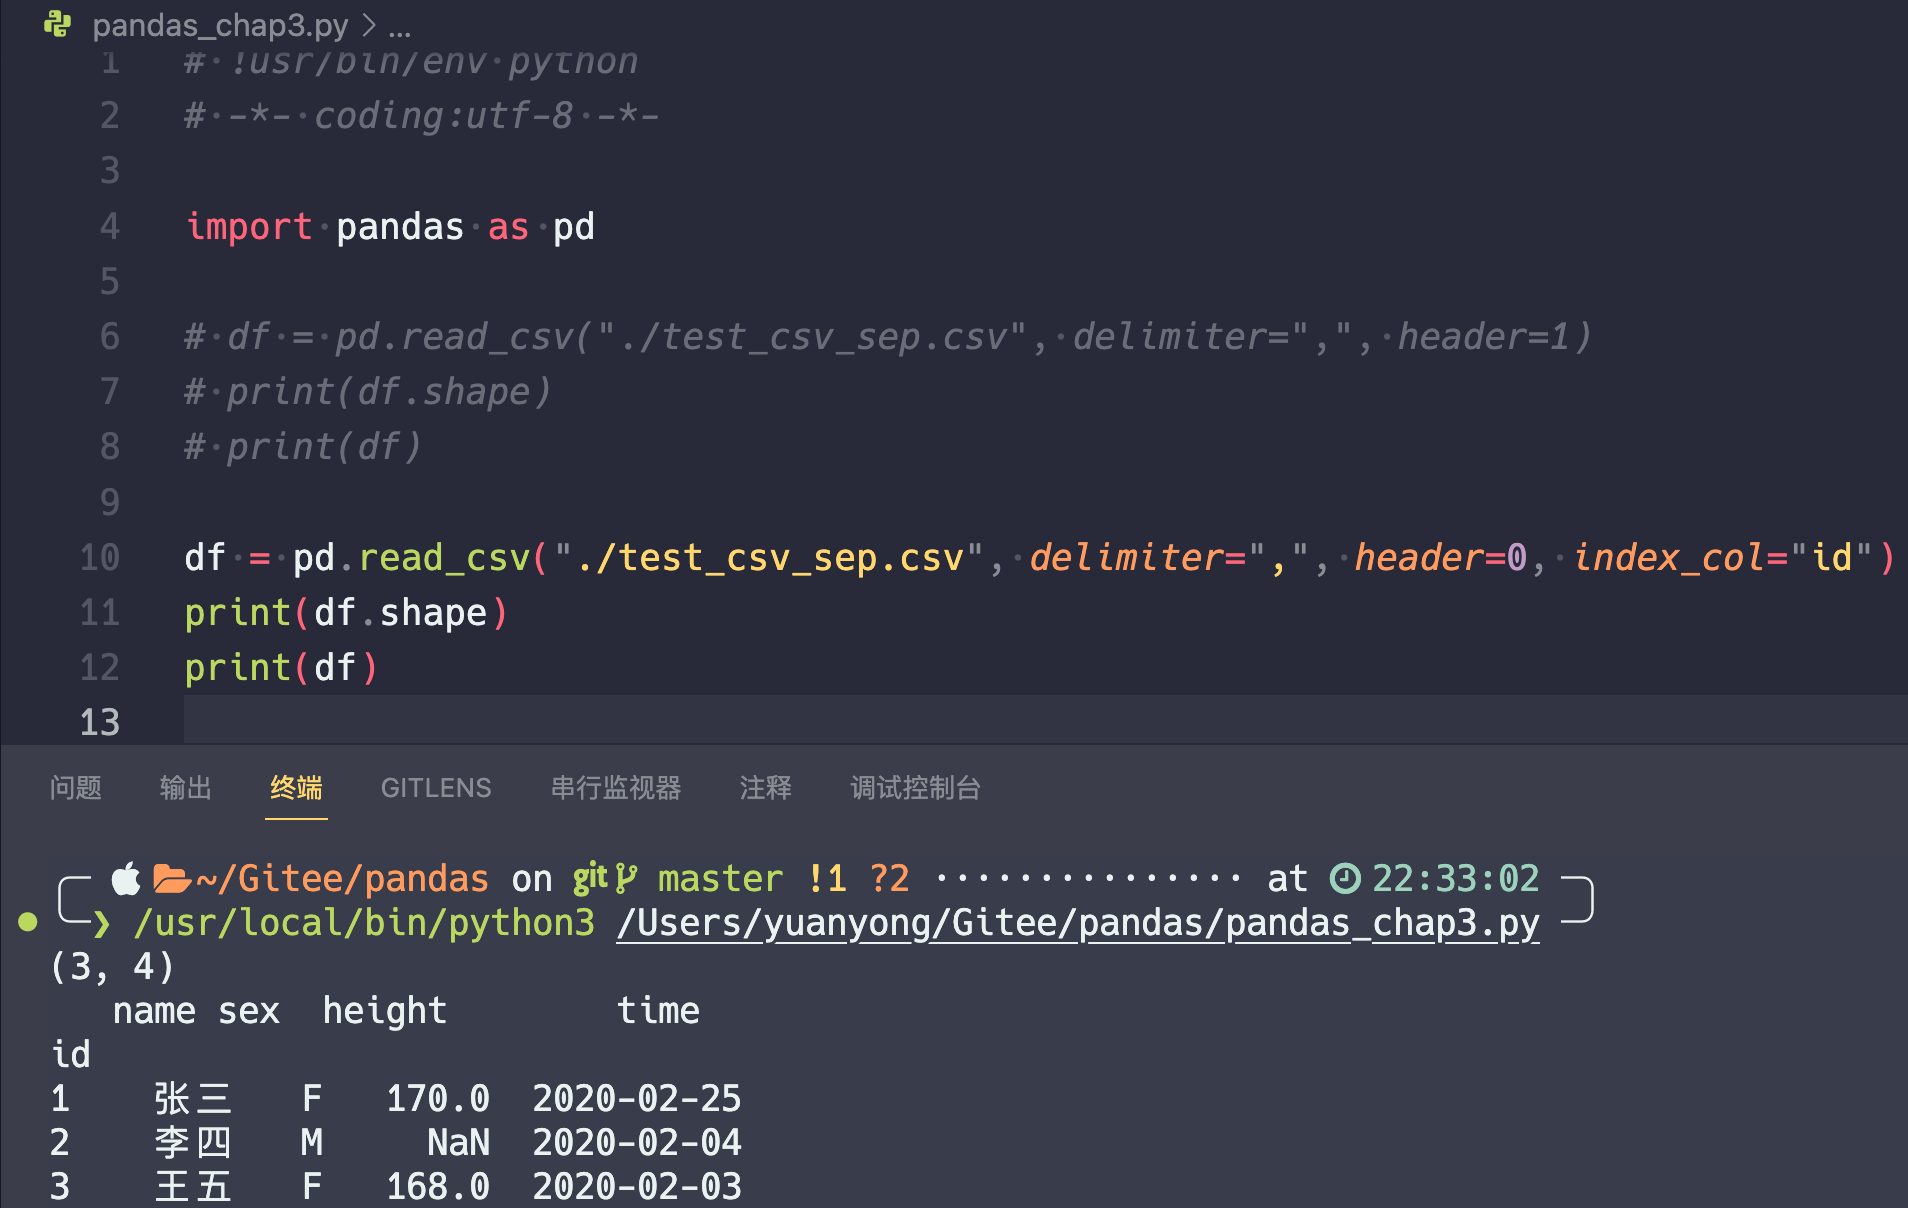 pandas_chap3.py > ...
1 # !usr/bin/env python
2 # -*- coding:utf-8 -*-
3
4 import pandas as pd
5
6 # df = pd.read_csv("./test_csv_sep.csv", delimiter=",", header=1)
7 # print(df.shape)
8 # print(df)
9
10 df = pd.read_csv("./test_csv_sep.csv", delimiter=",", header=0, index_col="id")
11 print(df.shape)
12 print(df)
13
问题 输出 终端 GITLENS 串行监视器 注释 调试控制台
~/Gitee/pandas on git master !1 ?2 ··············· at 22:33:02
❯ /usr/local/bin/python3 /Users/yuanyong/Gitee/pandas/pandas_chap3.py
(3, 4)
name sex height time
id
1 张三 F 170.0 2020-02-25
2 李四 M NaN 2020-02-04
3 王五 F 168.0 2020-02-03